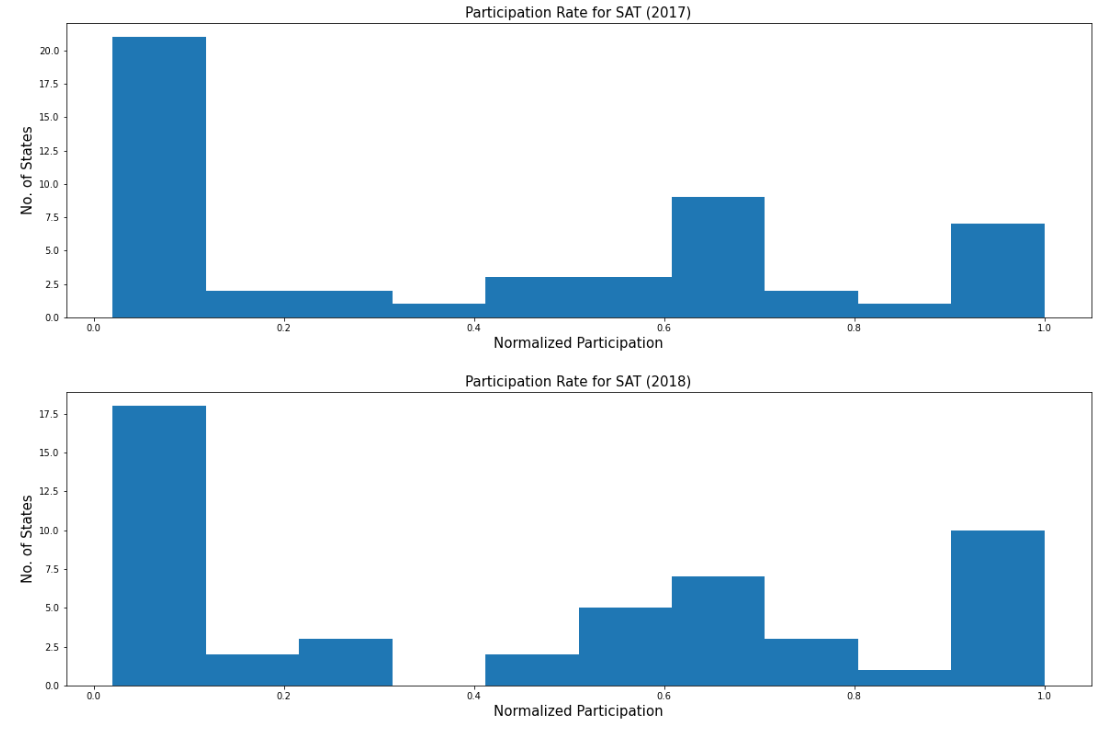 Participation Rate for SAT (2017)
No. of States
20.0
17.5
15.0
12.5
10.0
7.5
5.0
2.5
0.0
0.0 0.2 0.4 0.6 0.8 1.0
Normalized Participation
Participation Rate for SAT (2018)
No. of States
17.5
15.0
12.5
10.0
7.5
5.0
2.5
0.0
0.0 0.2 0.4 0.6 0.8 1.0
Normalized Participation